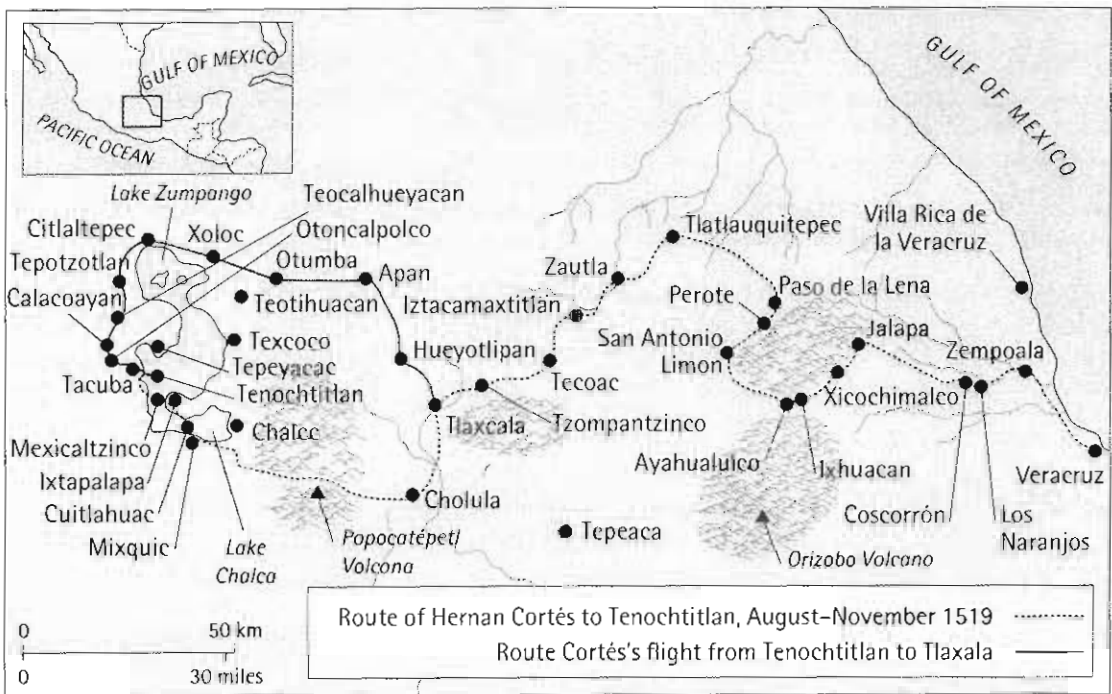 GULF OF MEXICO
PACIFIC OCEAN
GULF OF MEXICO
Lake Zumpango
Teocalhueyacan
Citlaltepec
Xoloc
Otoncalpolco
Tepotzotlan
Otumba
Apan
Calacoayan
Teotihuacan
Texcoco
Tepeyacac
Tacuba
Tenochtitlan
Mexicaltzinco
Chalcc
Ixtapalapa
Cuitlahuac
Mixquic
Lake
Chalca
Popocatépetl
Volcona
Cholula
Tlaxcala
Hueyotlipan
Tzompantzinco
Tecoac
Iztacamaxtitlan
Zautla
Tlatlauquitepec
Villa Rica de
la Veracruz
Paso de la Lena
Perote
San Antonio
Limon
Jalapa
Zempoala
Xicochimalco
Ayahualulco
Ixhuacan
Veracruz
Coscorrón
Los
Naranjos
Tepeaca
Orizobo Volcano
Route of Hernan Cortés to Tenochtitlan, August–November 1519
Route Cortés's flight from Tenochtitlan to Tlaxala
0 50 km
0 30 miles